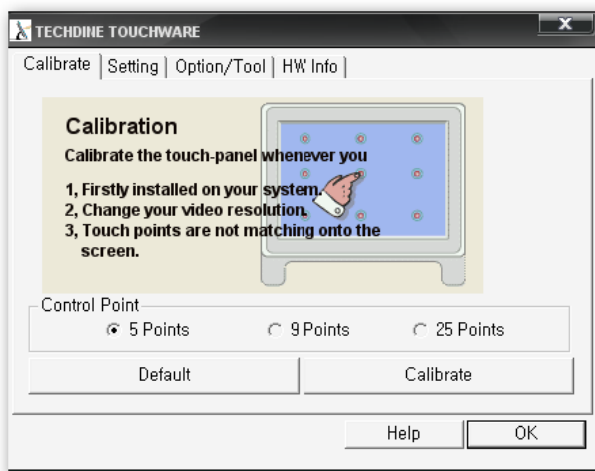 TECHDINE TOUCHWARE
X
Calibrate Setting Option/Tool HW Info
Calibration
Calibrate the touch-panel whenever you
1, Firstly installed on your system.
2, Change your video resolution.
3, Touch points are not matching onto the
screen.
Control Point
5 Points 9 Points 25 Points
Default Calibrate
Help OK